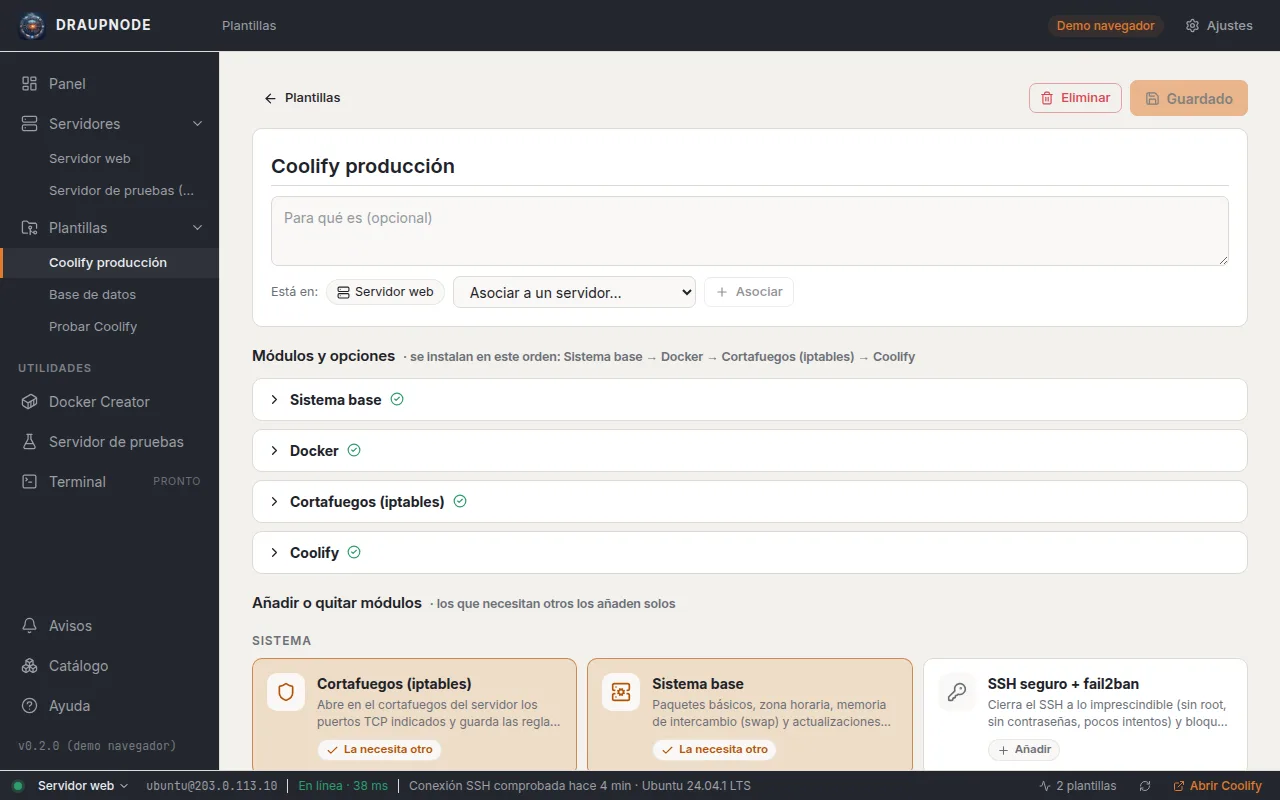 DRAUPNODE
Plantillas
Demo navegador
Ajustes
Panel
Servidores
Servidor web
Servidor de pruebas (...
Plantillas
Coolify producción
Base de datos
Probar Coolify
UTILIDADES
Docker Creator
Servidor de pruebas
Terminal PRONTO
Avisos
Catálogo
Ayuda
v0.2.0 (demo navegador)
← Plantillas
Eliminar
Guardado
Coolify producción
Para qué es (opcional)
Está en: Servidor web Asociar a un servidor... + Asociar
Módulos y opciones · se instalan en este orden: Sistema base → Docker → Cortafuegos (iptables) → Coolify
Sistema base
Docker
Cortafuegos (iptables)
Coolify
Añadir o quitar módulos · los que necesitan otros los añaden solos
SISTEMA
Cortafuegos (iptables)
Abre en el cortafuegos del servidor los
puertos TCP indicados y guarda las regla...
La necesita otro
Sistema base
Paquetes básicos, zona horaria, memoria
de intercambio (swap) y actualizaciones...
La necesita otro
SSH seguro + fail2ban
Cierra el SSH a lo imprescindible (sin root,
sin contraseñas, pocos intentos) y bloqu...
+ Añadir
Servidor web ubuntu@203.0.113.10 En línea · 38 ms Conexión SSH comprobada hace 4 min · Ubuntu 24.04.1 LTS 2 plantillas Abrir Coolify